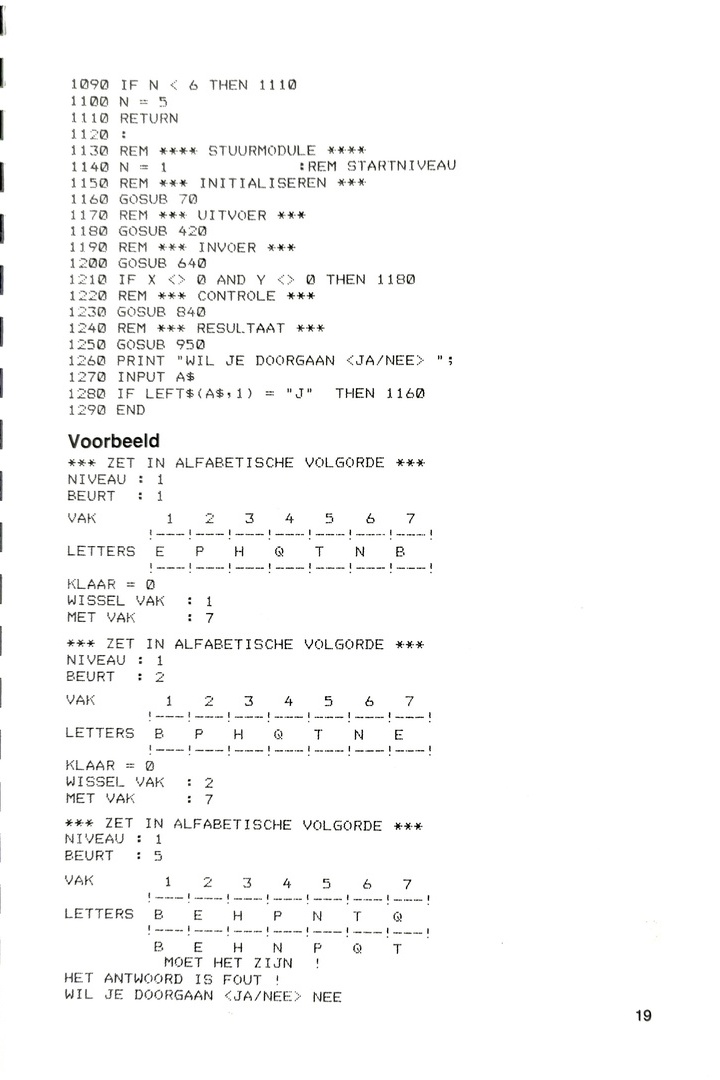 1090 IF N < 6 THEN 1110
1100 N = 5
1110 RETURN
1120 :
1130 REM **** STUURMODULE ****
1140 N = 1             :REM STARTNIVEAU
1150 REM *** INITIALISEREN ***
1160 GOSUB 70
1170 REM *** UITVOER ***
1180 GOSUB 420
1190 REM *** INVOER ***
1200 GOSUB 640
1210 IF X <> 0 AND Y <> 0 THEN 1180
1220 REM *** CONTROLE ***
1230 GOSUB 840
1240 REM *** RESULTAAT ***
1250 GOSUB 950
1260 PRINT "WIL JE DOORGAAN <JA/NEE> ";
1270 INPUT A$
1280 IF LEFT$(A$,1) = "J"  THEN 1160
1290 END
Voorbeeld
*** ZET IN ALFABETISCHE VOLGORDE ***
NIVEAU : 1
BEURT  : 1
VAK       1   2   3   4   5   6   7
!---!---!---!---!---!---!---!
LETTERS  E   P   H   Q   T   N   B
!---!---!---!---!---!---!---!
KLAAR = 0
WISSEL VAK  : 1
MET VAK     : 7
*** ZET IN ALFABETISCHE VOLGORDE ***
NIVEAU : 1
BEURT  : 2
VAK       1   2   3   4   5   6   7
!---!---!---!---!---!---!---!
LETTERS  B   P   H   Q   T   N   E
!---!---!---!---!---!---!---!
KLAAR = 0
WISSEL VAK  : 2
MET VAK     : 7
*** ZET IN ALFABETISCHE VOLGORDE ***
NIVEAU : 1
BEURT  : 5
VAK       1   2   3   4   5   6   7
!---!---!---!---!---!---!---!
LETTERS  B   E   H   P   N   T   Q
!---!---!---!---!---!---!---!
B   E   H   N   P   Q   T
MOET HET ZIJN  !
HET ANTWOORD IS FOUT !
WIL JE DOORGAAN <JA/NEE> NEE
19